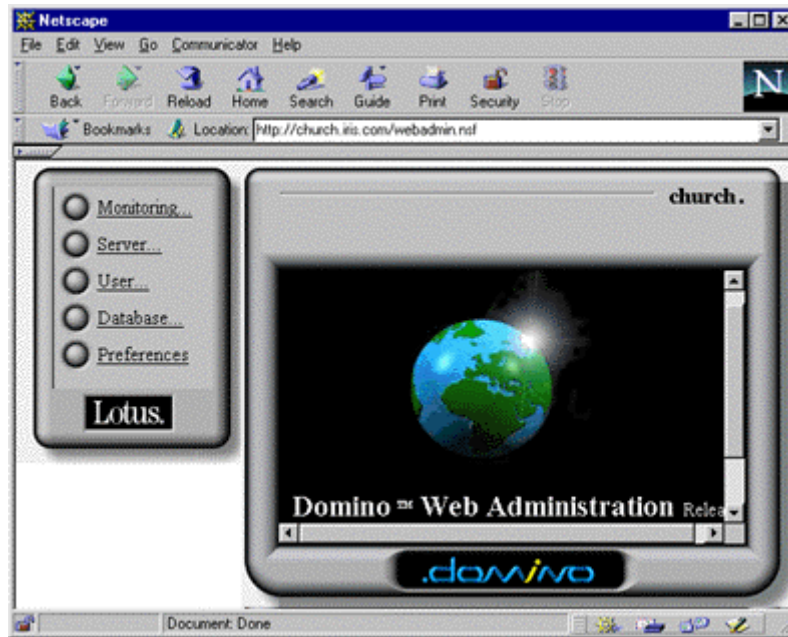 Netscape
File Edit View Go Communicator Help
Back Forward Reload Home Search Guide Print Security Stop
N
Bookmarks Location: http://church.iris.com/webadmin.nsf
church.
Monitoring...
Server...
User...
Database...
Preferences
Lotus.
Domino ™ Web Administration Relea
.domino
Document: Done